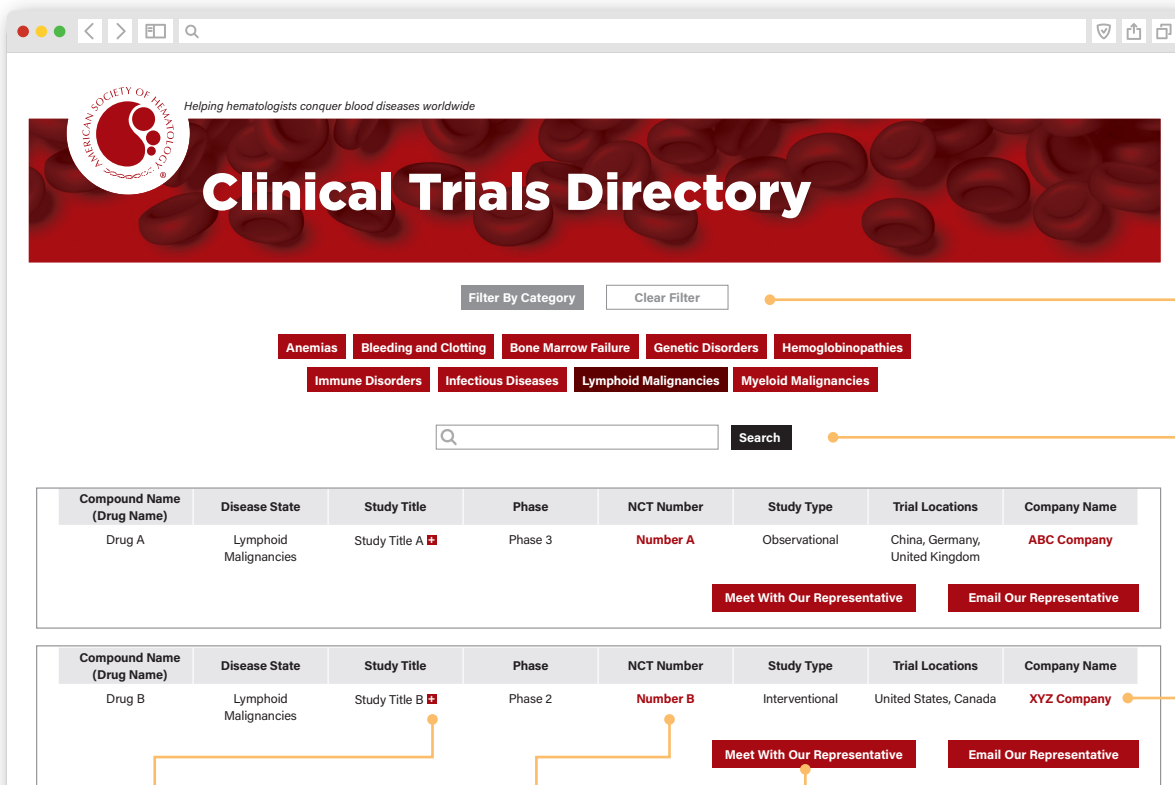 AMERICAN SOCIETY OF HEMATOLOGY ®
Helping hematologists conquer blood diseases worldwide
Clinical Trials Directory
Filter By Category Clear Filter
Anemias Bleeding and Clotting Bone Marrow Failure Genetic Disorders Hemoglobinopathies
Immune Disorders Infectious Diseases Lymphoid Malignancies Myeloid Malignancies
Search
Compound Name (Drug Name) Disease State Study Title Phase NCT Number Study Type Trial Locations Company Name
Drug A Lymphoid Malignancies Study Title A Phase 3 Number A Observational China, Germany, United Kingdom ABC Company
Meet With Our Representative Email Our Representative
Compound Name (Drug Name) Disease State Study Title Phase NCT Number Study Type Trial Locations Company Name
Drug B Lymphoid Malignancies Study Title B Phase 2 Number B Interventional United States, Canada XYZ Company
Meet With Our Representative Email Our Representative